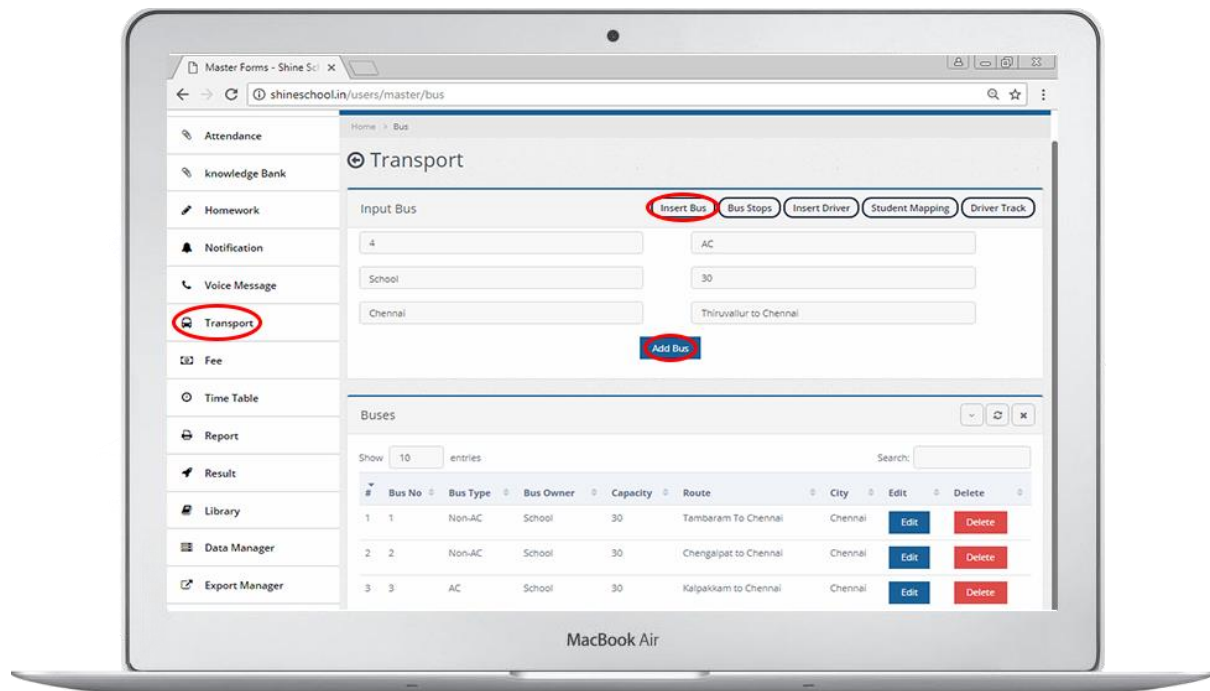 Master Forms - Shine Sc
shineschool.in/users/master/bus
Attendance
knowledge Bank
Homework
Notification
Voice Message
Transport
Fee
Time Table
Report
Result
Library
Data Manager
Export Manager
Home > Bus
Transport
Input Bus Insert Bus Bus Stops Insert Driver Student Mapping Driver Track
4 AC
School 30
Chennai Thiruvallur to Chennai
Add Bus
Buses
Show 10 entries Search:
# Bus No Bus Type Bus Owner Capacity Route City Edit Delete
1 1 Non-AC School 30 Tambaram To Chennai Chennai Edit Delete
2 2 Non-AC School 30 Chengalpat to Chennai Chennai Edit Delete
3 3 AC School 30 Kalpakkam to Chennai Chennai Edit Delete
MacBook Air